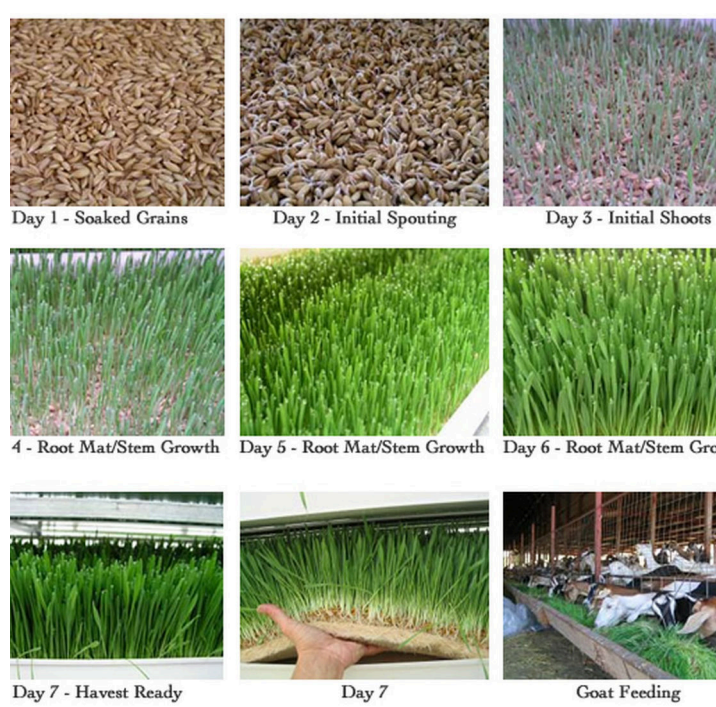 Day 1 - Soaked Grains
Day 2 - Initial Spouting
Day 3 - Initial Shoots
4 - Root Mat/Stem Growth
Day 5 - Root Mat/Stem Growth
Day 6 - Root Mat/Stem Gro
Day 7 - Havest Ready
Day 7
Goat Feeding